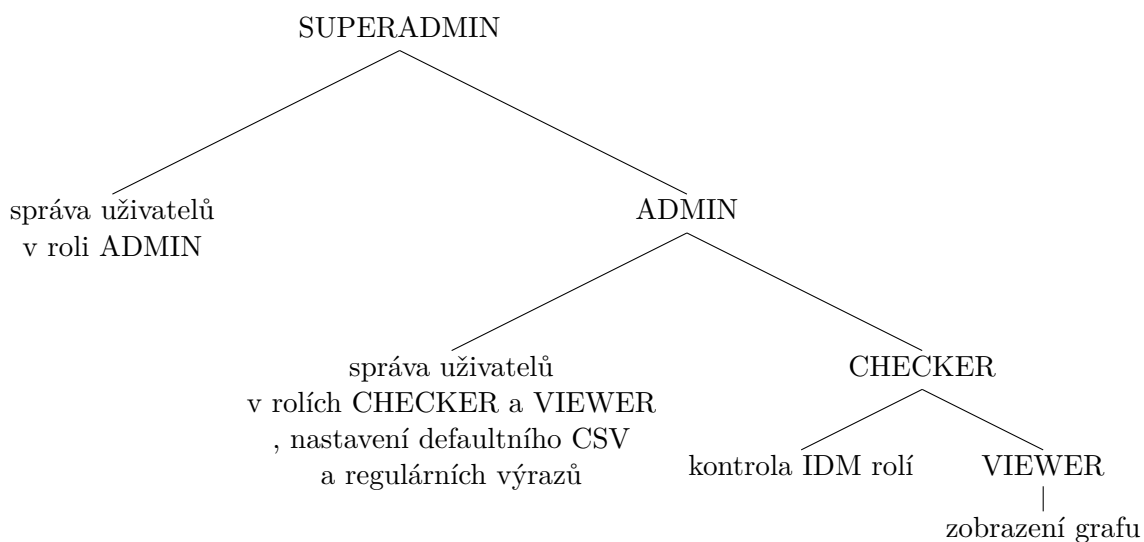 SUPERADMIN
správa uživatelů
v roli ADMIN
ADMIN
správa uživatelů
v rolích CHECKER a VIEWER
, nastavení defaultního CSV
a regulárních výrazů
CHECKER
kontrola IDM rolí
VIEWER
zobrazení grafu